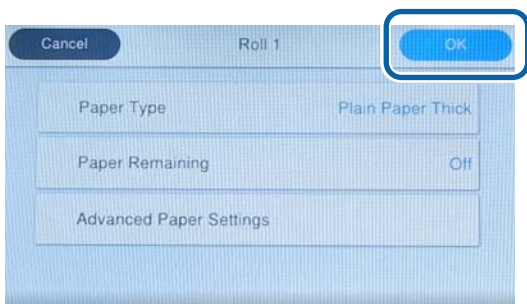 Cancel Roll 1 OK
Paper Type Plain Paper Thick
Paper Remaining Off
Advanced Paper Settings